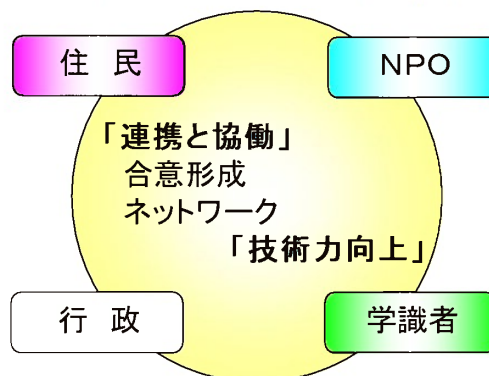 住 民
NPO
「連携と協働」
合意形成
ネットワーク
「技術力向上」
行 政
学識者